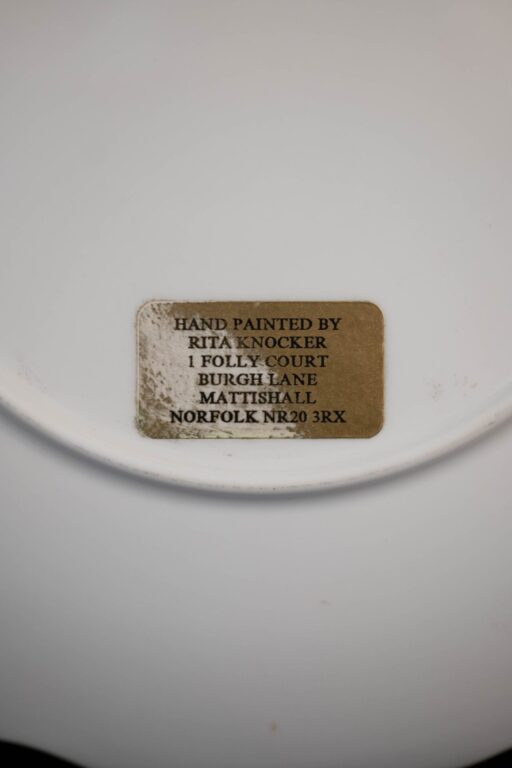 HAND PAINTED BY
RITA KNOCKER
1 FOLLY COURT
BURGH LANE
MATTISHALL
NORFOLK NR20 3RX